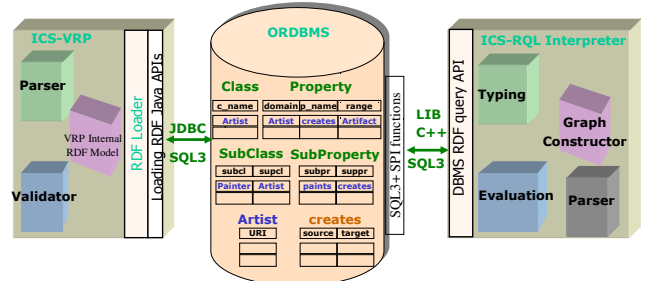 ICS-VRP
Parser
VRP Internal
RDF Model
Validator
RDF Loader
Loading RDF Java APIs
JDBC
SQL3
ORDBMS
Class Property
c_name domain p_name range
Artist Artist creates Artifact
SubClass SubProperty
subcl supcl subpr suppr
Painter Artist paints creates
Artist creates
URI source target
SQL3+ SPI functions
LIB
C++
SQL3
DBMS RDF query API
ICS-RQL Interpreter
Typing
Graph
Constructor
Evaluation
Parser